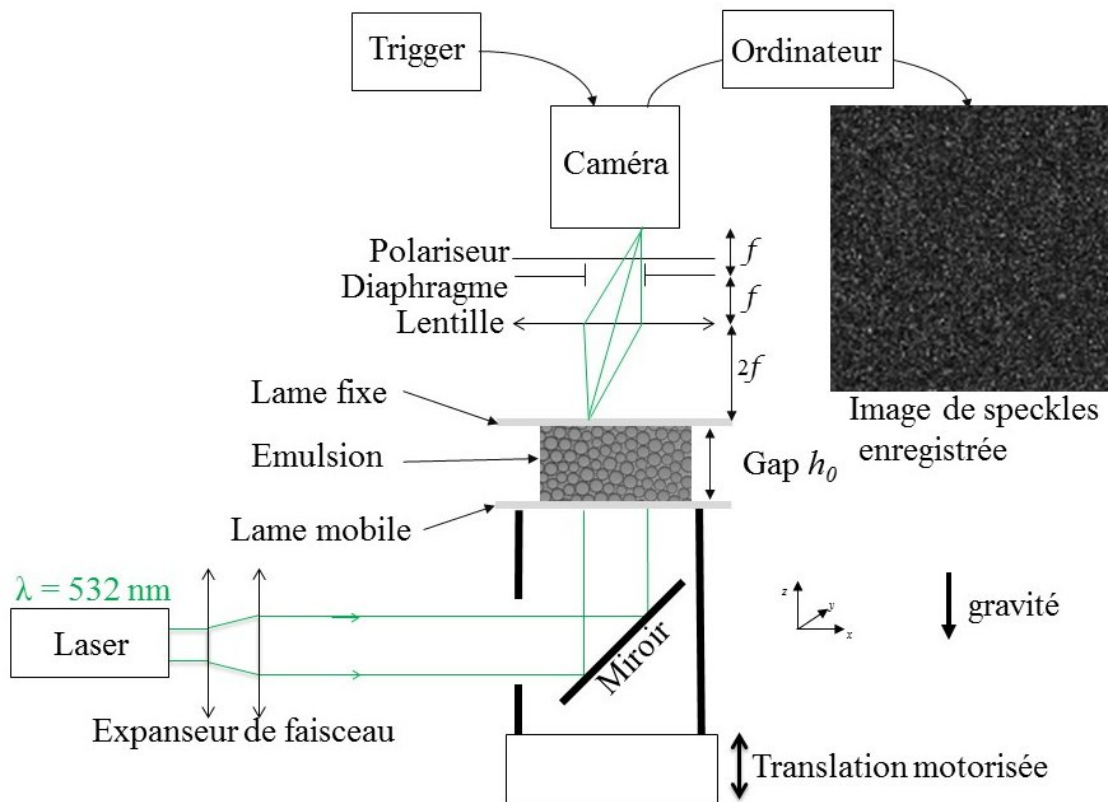 Trigger
Ordinateur
Caméra
Polariseur
Diaphragme
Lentille
f
f
2f
Lame fixe
Emulsion
Lame mobile
Gap h₀
Image de speckles
enregistrée
λ = 532 nm
Laser
Miroir
z
y
x
gravité
Expanseur de faisceau
Translation motorisée